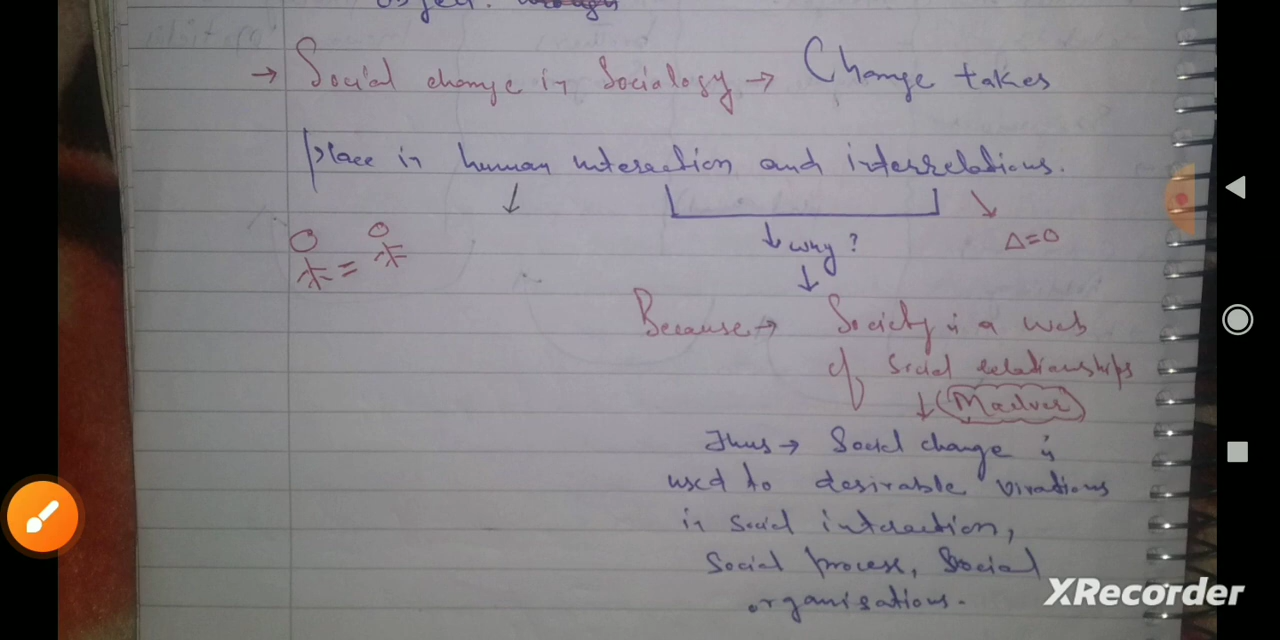 → Social change in Sociology → Change takes
place in human interaction and interrelations.
↓ why?
Δ=0
Because → Society is a web
of social relationships
↓ (MacIver)
Thus → Social change is
used to desirable virations
in social interaction,
Social process, Social
organisations.
XRecorder